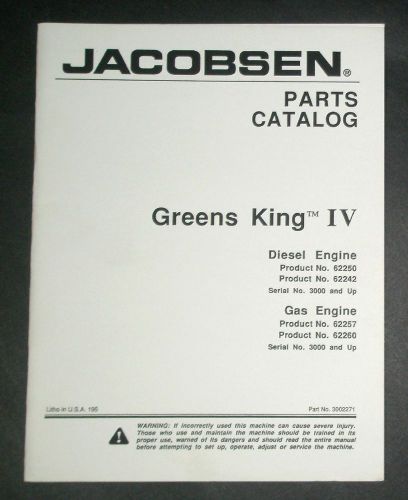 JACOBSEN®
PARTS
CATALOG
Greens King™ IV
Diesel Engine
Product No. 62250
Product No. 62242
Serial No. 3000 and Up
Gas Engine
Product No. 62257
Product No. 62260
Serial No. 3000 and Up
Litho in U.S.A. 195 Part No. 3002271
WARNING: If incorrectly used this machine can cause severe injury.
Those who use and maintain the machine should be trained in its
proper use, warned of its dangers and should read the entire manual
before attempting to set up, operate, adjust or service the machine.